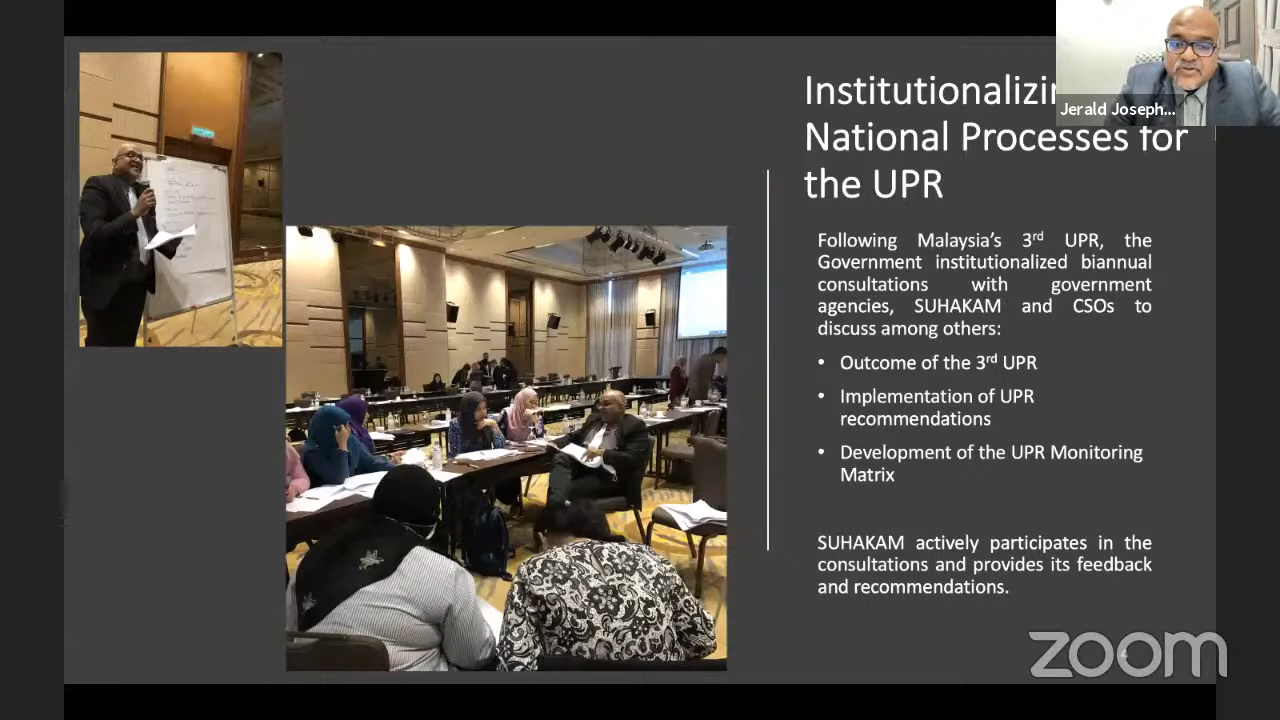 Institutionalizin
National Processes for
the UPR
Jerald Joseph...
Following Malaysia's 3rd UPR, the
Government institutionalized biannual
consultations with government
agencies, SUHAKAM and CSOs to
discuss among others:
• Outcome of the 3rd UPR
• Implementation of UPR
recommendations
• Development of the UPR Monitoring
Matrix
SUHAKAM actively participates in the
consultations and provides its feedback
and recommendations.
4
zoom